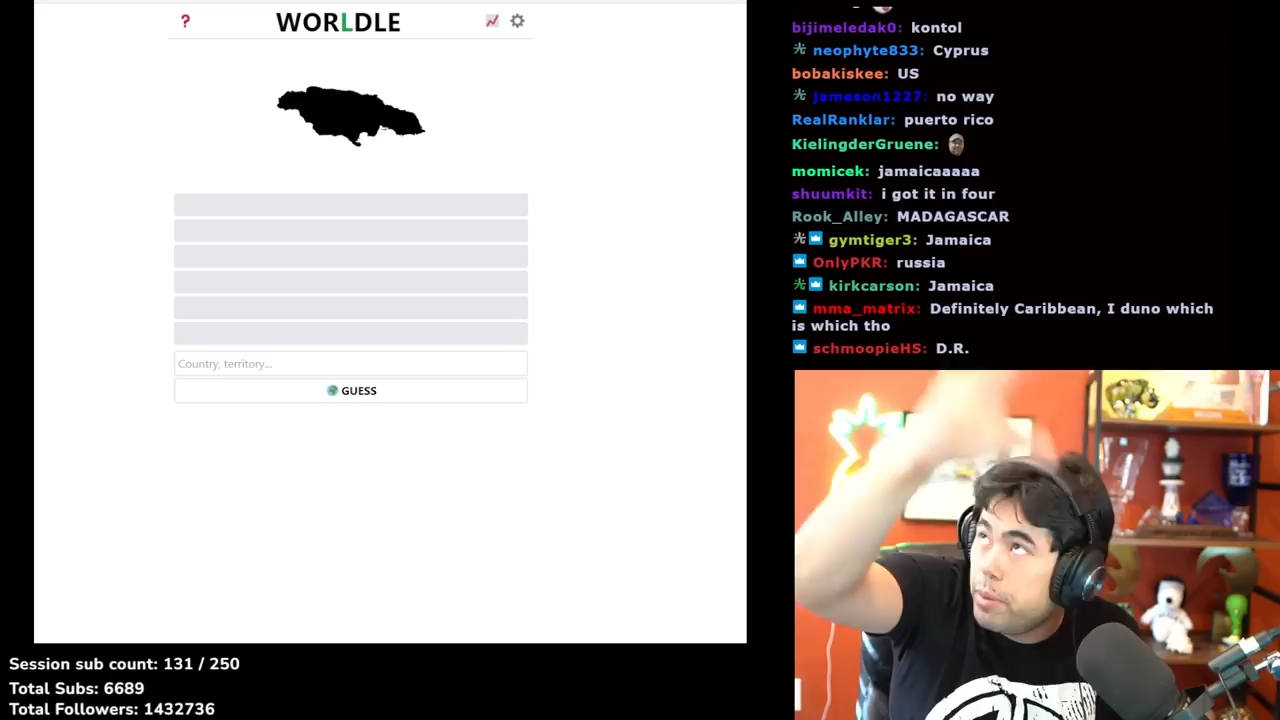 ?
WORLDLE
Country, territory...
GUESS
Session sub count: 131 / 250
Total Subs: 6689
Total Followers: 1432736
bijimeledak0: kontol
neophyte833: Cyprus
bobakiskee: US
jameson1227: no way
RealRanklar: puerto rico
KielingderGruene:
momicek: jamaicaaaaa
shuumkit: i got it in four
Rook_Alley: MADAGASCAR
gymtiger3: Jamaica
OnlyPKR: russia
kirkcarson: Jamaica
mma_matrix: Definitely Caribbean, I duno which
is which tho
schmoopieHS: D.R.